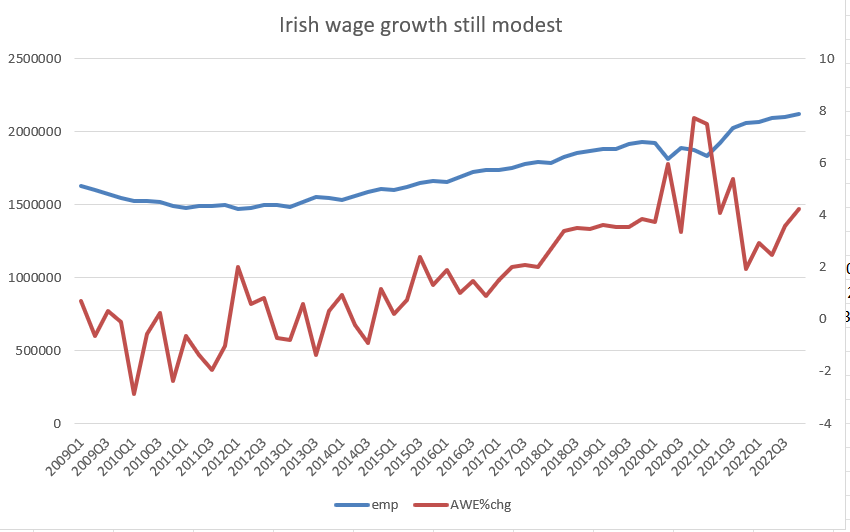 Irish wage growth still modest
2500000
2000000
1500000
1000000
500000
0
10
8
6
4
2
0
-2
-4
2009Q1
2009Q3
2010Q1
2010Q3
2011Q1
2011Q3
2012Q1
2012Q3
2013Q1
2013Q3
2014Q1
2014Q3
2015Q1
2015Q3
2016Q1
2016Q3
2017Q1
2017Q3
2018Q1
2018Q3
2019Q1
2019Q3
2020Q1
2020Q3
2021Q1
2021Q3
2022Q1
2022Q3
emp
AWE%chg